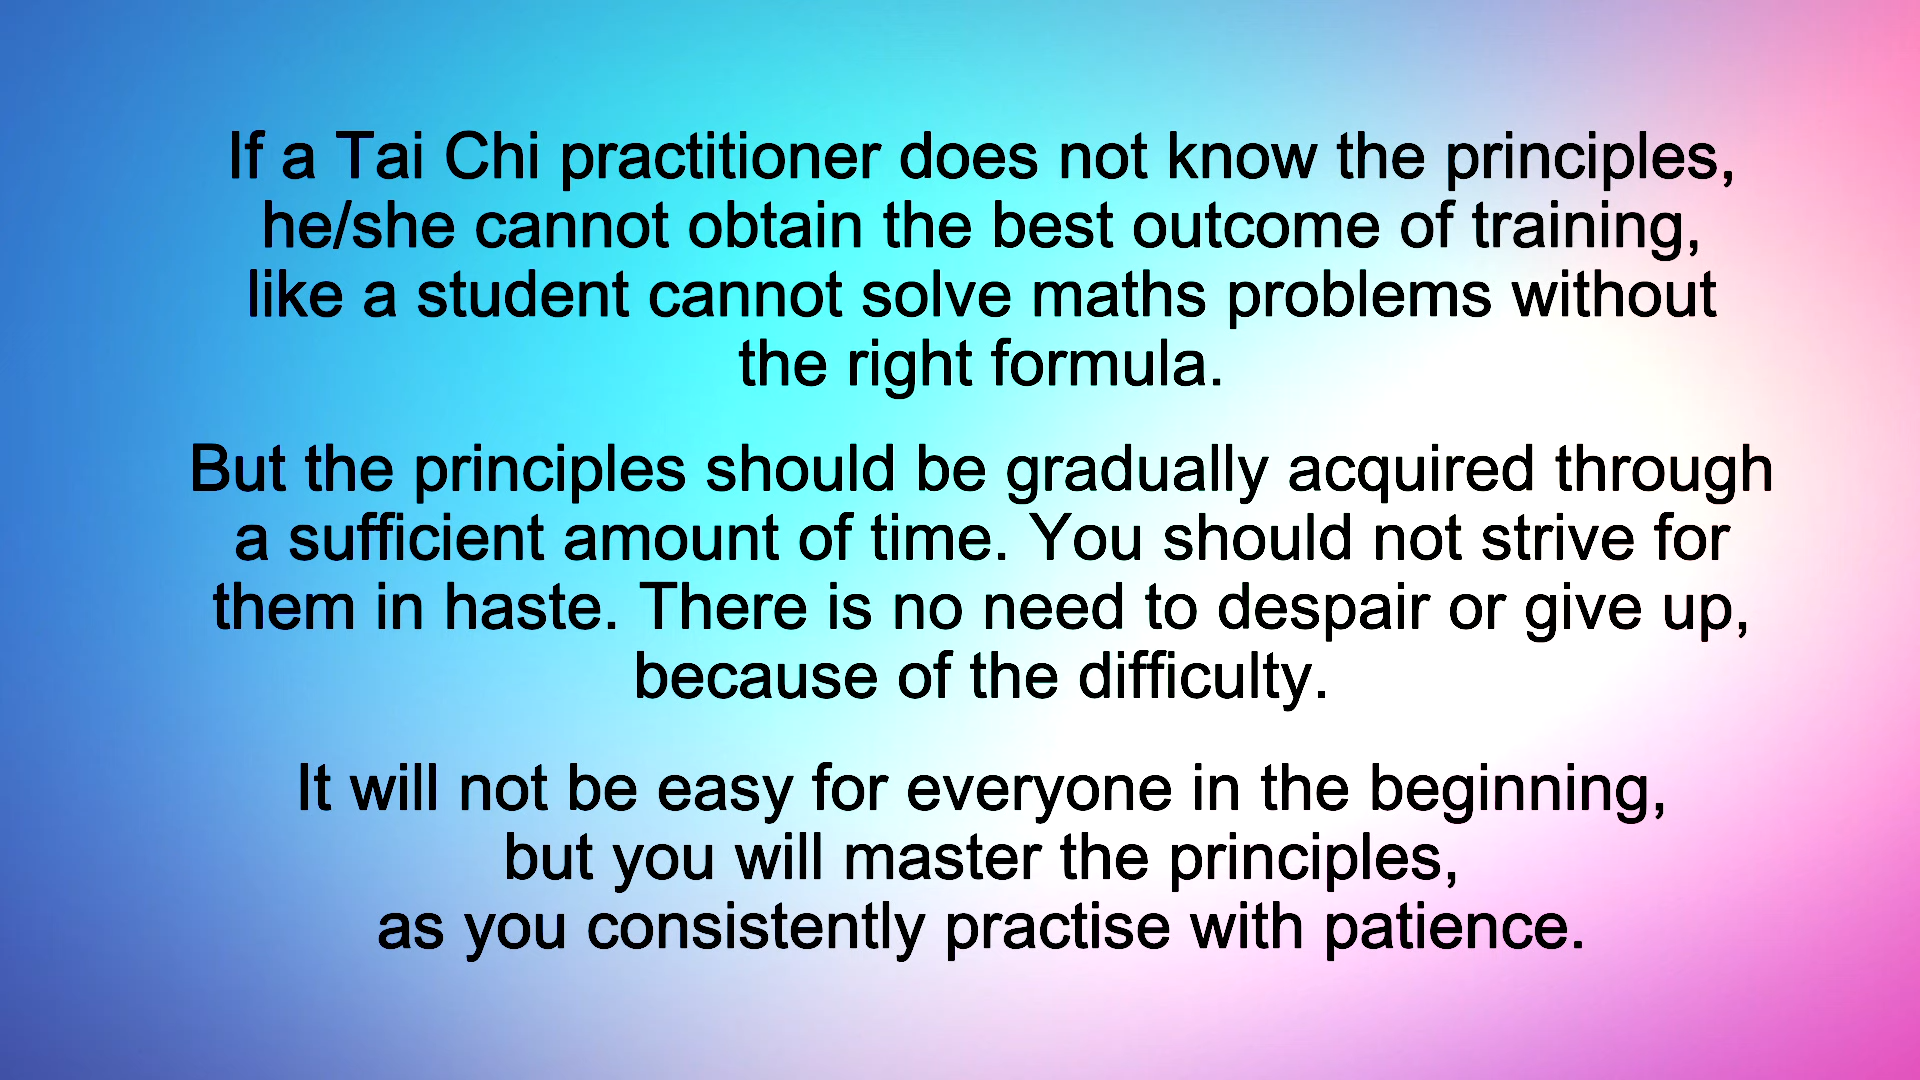 If a Tai Chi practitioner does not know the principles,
he/she cannot obtain the best outcome of training,
like a student cannot solve maths problems without
the right formula.
But the principles should be gradually acquired through
a sufficient amount of time. You should not strive for
them in haste. There is no need to despair or give up,
because of the difficulty.
It will not be easy for everyone in the beginning,
but you will master the principles,
as you consistently practise with patience.